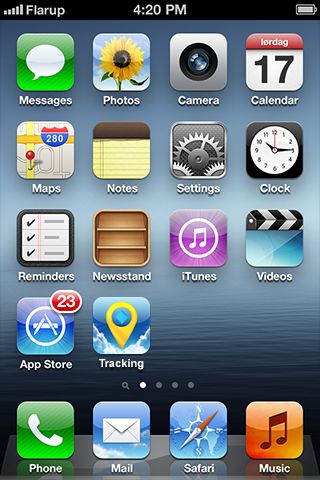 Flarup 4:20 PM
Messages Photos Camera lørdag 17 Calendar
280
Maps Notes Settings Clock
Reminders Newsstand iTunes Videos
23
App Store Tracking
Phone Mail Safari Music